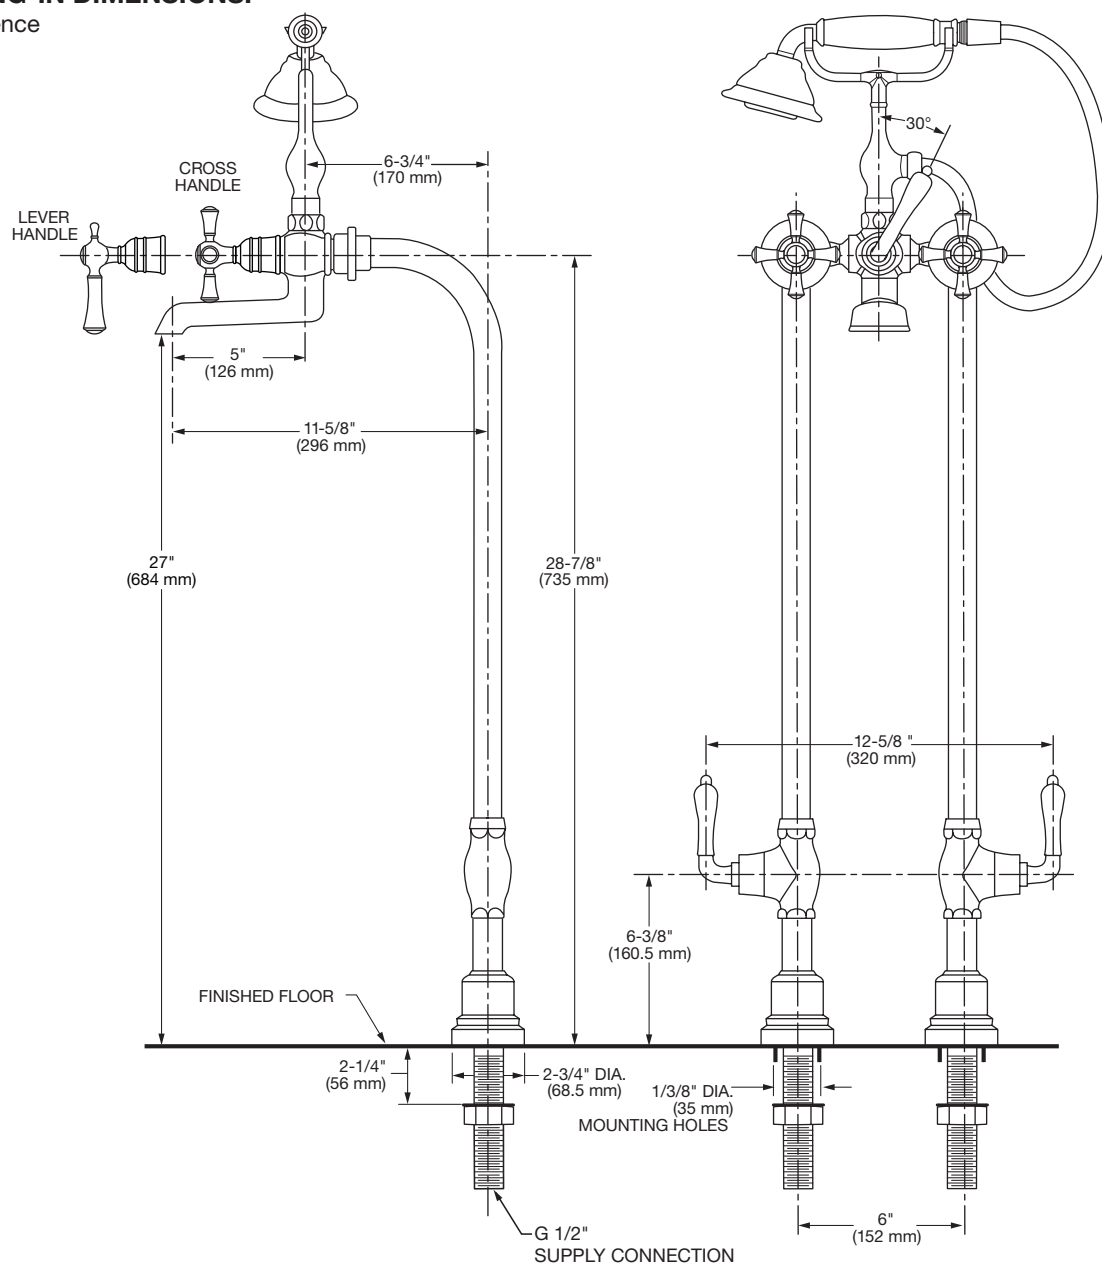 ence
30°
6-3/4"
(170 mm)
CROSS
HANDLE
LEVER
HANDLE
5"
(126 mm)
11-5/8"
(296 mm)
27"
(684 mm)
28-7/8"
(735 mm)
12-5/8 "
(320 mm)
6-3/8"
(160.5 mm)
FINISHED FLOOR
2-1/4"
(56 mm)
2-3/4" DIA.
(68.5 mm)
1/3/8" DIA.
(35 mm)
MOUNTING HOLES
6"
(152 mm)
G 1/2"
SUPPLY CONNECTION